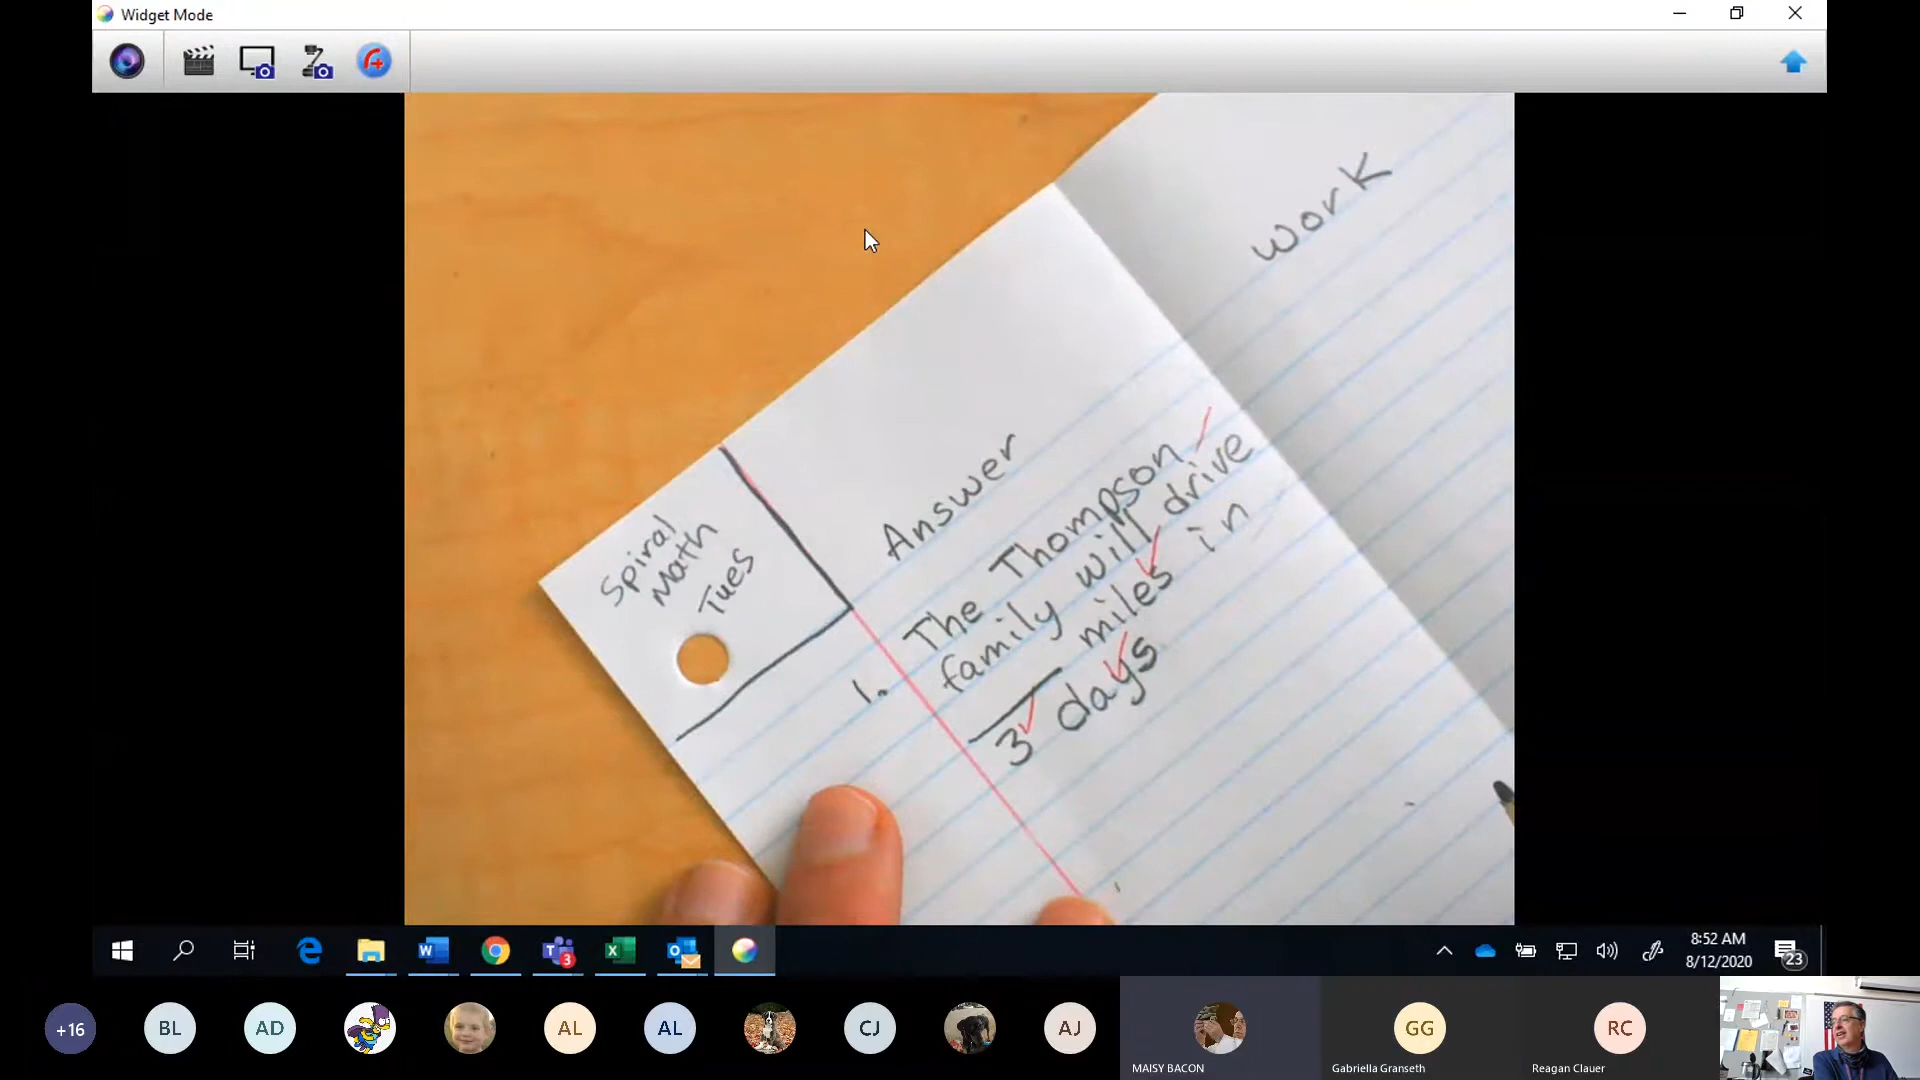 Widget Mode
work
Answer
Spiral
Math
Tues
1. The Thompson
family will drive
___ miles in
3 days
8:52 AM
8/12/2020
3
23
+16
BL
AD
AL
AL
CJ
AJ
MAISY BACON
GG
Gabriella Granseth
RC
Reagan Clauer